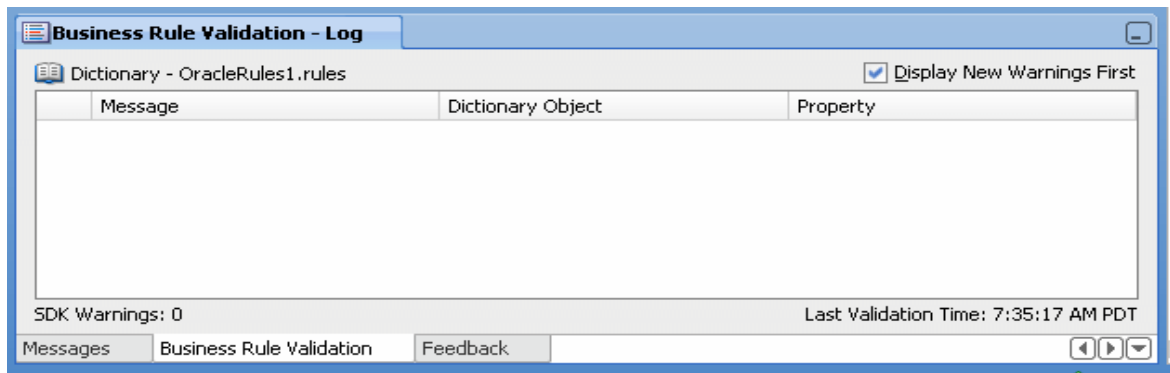 Business Rule Validation - Log
Dictionary - OracleRules1.rules
Display New Warnings First
Message Dictionary Object Property
SDK Warnings: 0
Last Validation Time: 7:35:17 AM PDT
Messages Business Rule Validation Feedback